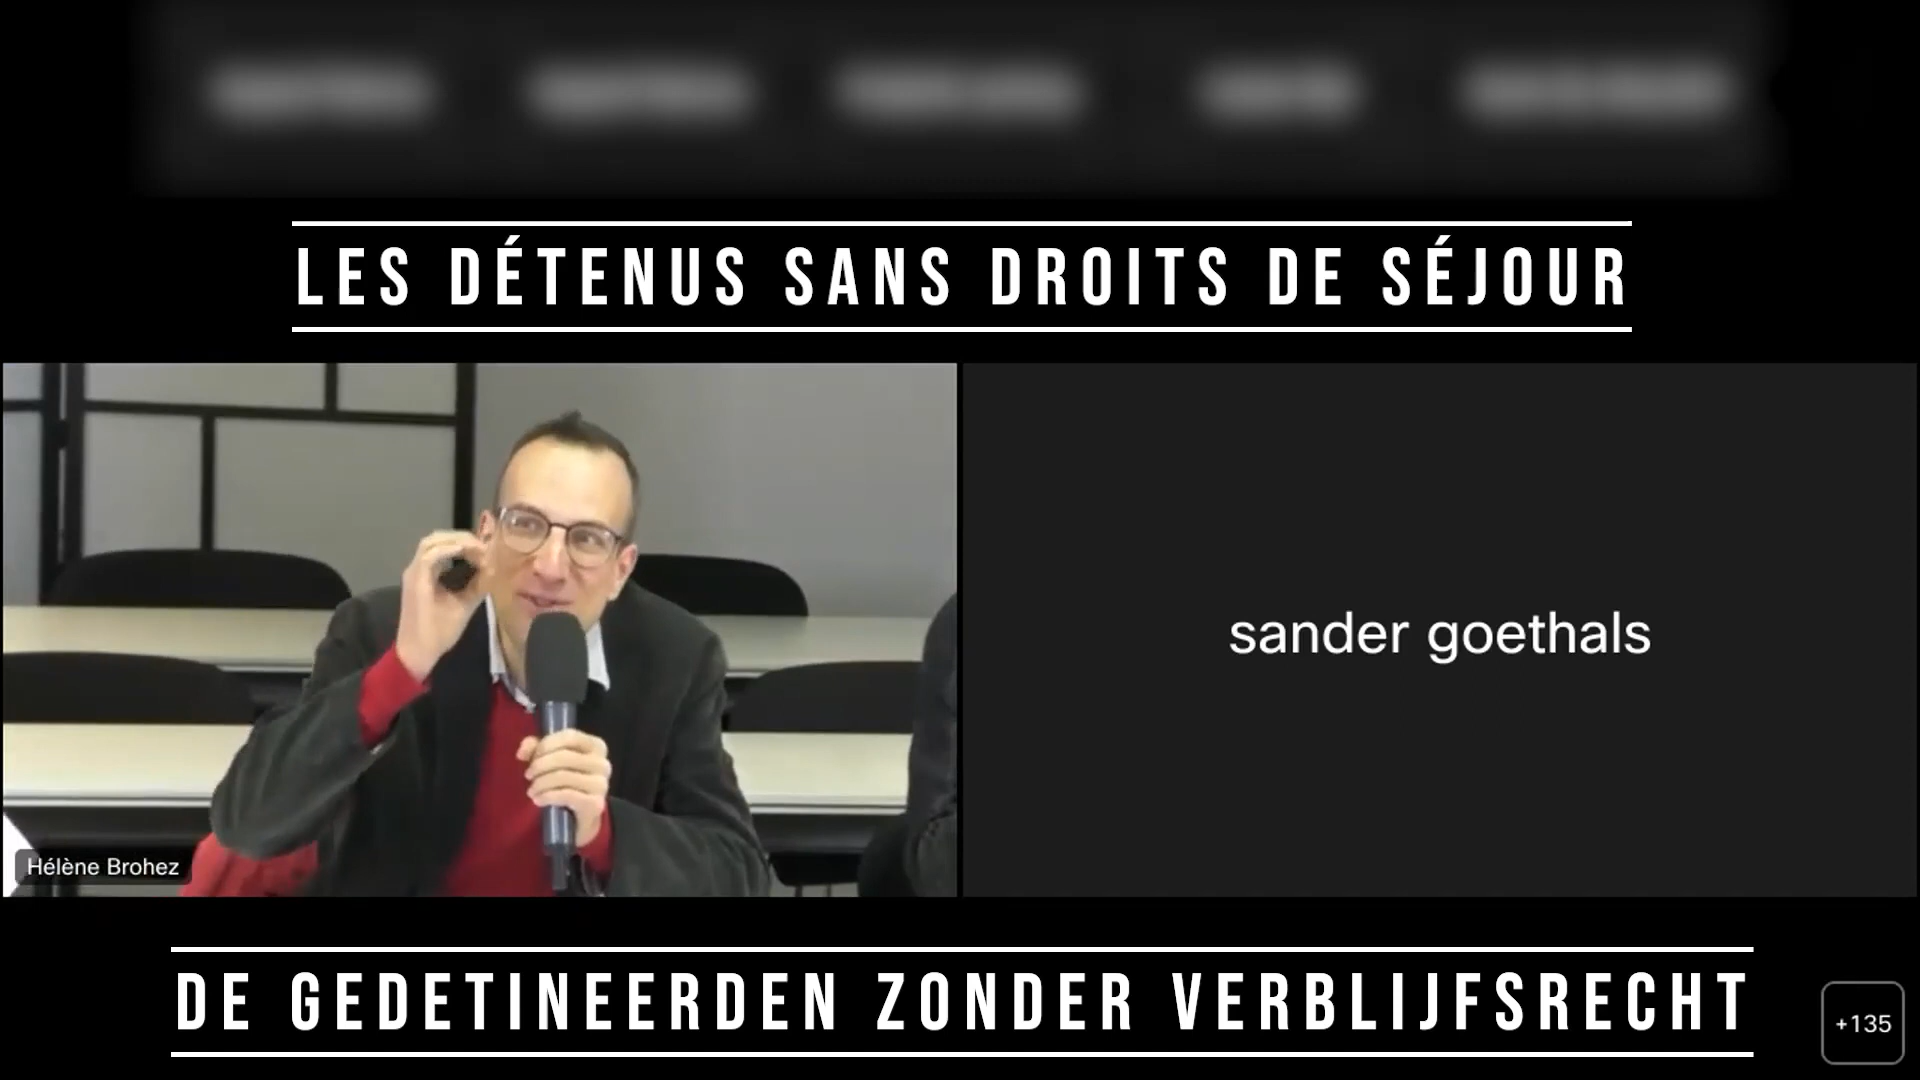 LES DÉTENUS SANS DROITS DE SÉJOUR
sander goethals
Hélène Brohez
DE GEDETINEERDEN ZONDER VERBLIJFSRECHT
+135